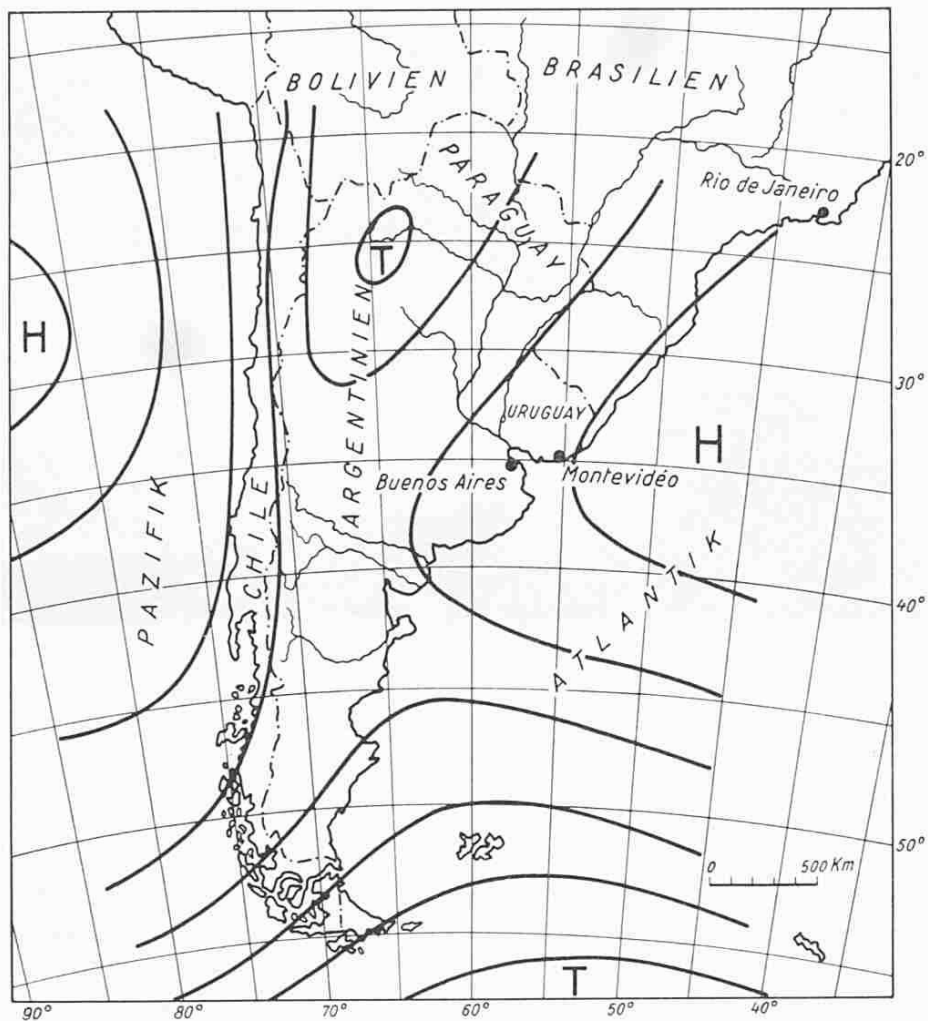 BOLIVIEN
BRASILIEN
PARAGUAY
20°
Rio de Janeiro
T
H
ARGENTINIEN
30°
URUGUAY
H
Buenos Aires
Montevidéo
PAZIFIK
CHILE
ATLANTIK
40°
50°
0 500 Km
T
90° 80° 70° 60° 50° 40°